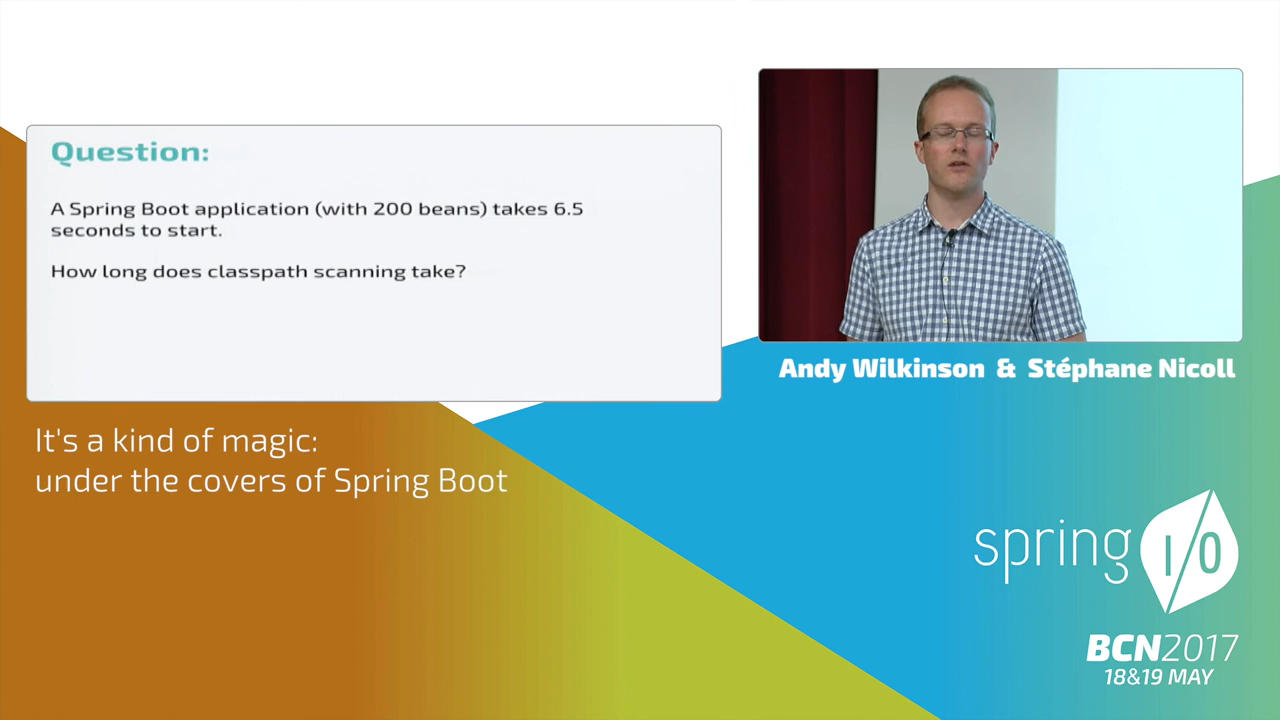 Question:
A Spring Boot application (with 200 beans) takes 6.5
seconds to start.
How long does classpath scanning take?
Andy Wilkinson & Stéphane Nicoll
It's a kind of magic:
under the covers of Spring Boot
spring I/O
BCN2017
18&19 MAY